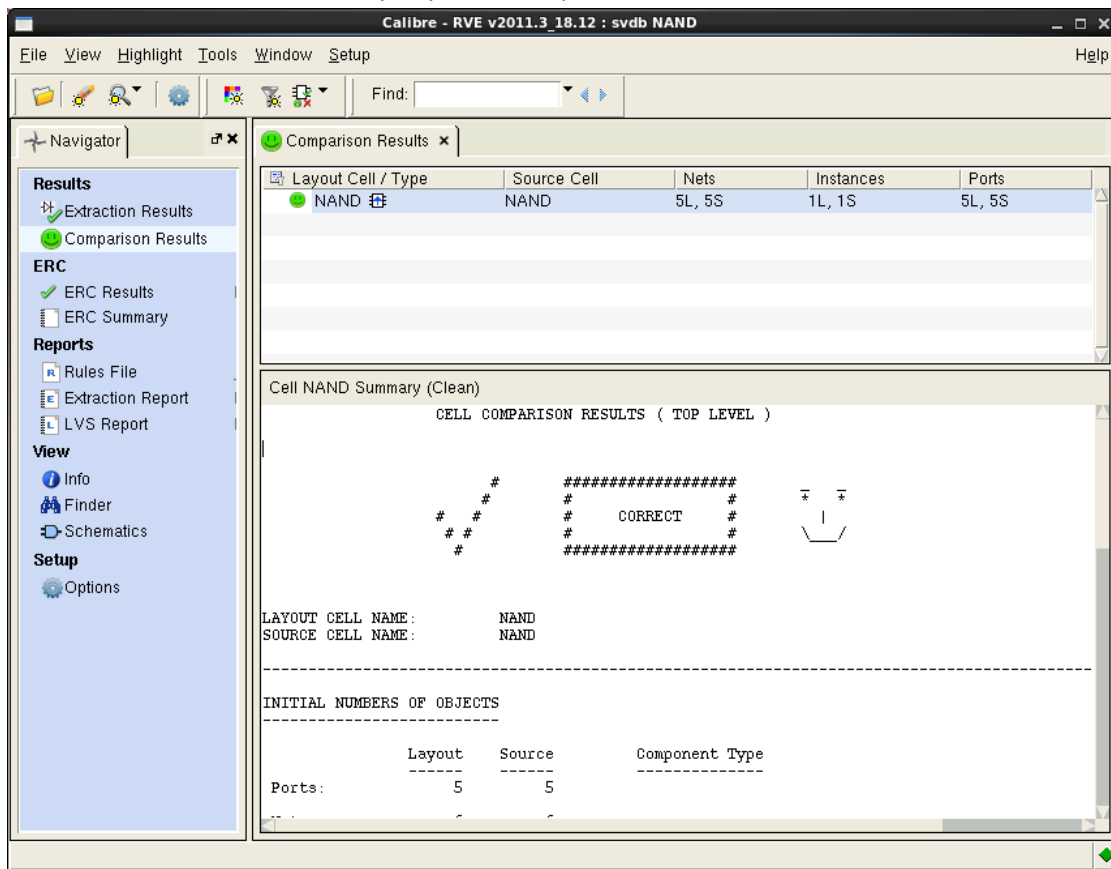 Calibre - RVE v2011.3_18.12 : svdb NAND
File View Highlight Tools Window Setup Help
Find:
Navigator
Results
Extraction Results
Comparison Results
ERC
ERC Results
ERC Summary
Reports
Rules File
Extraction Report
LVS Report
View
Info
Finder
Schematics
Setup
Options
Comparison Results
Layout Cell / Type Source Cell Nets Instances Ports
NAND NAND 5L, 5S 1L, 1S 5L, 5S
Cell NAND Summary (Clean)
CELL COMPARISON RESULTS ( TOP LEVEL )
CORRECT
LAYOUT CELL NAME: NAND
SOURCE CELL NAME: NAND
INITIAL NUMBERS OF OBJECTS
Layout Source Component Type
Ports: 5 5